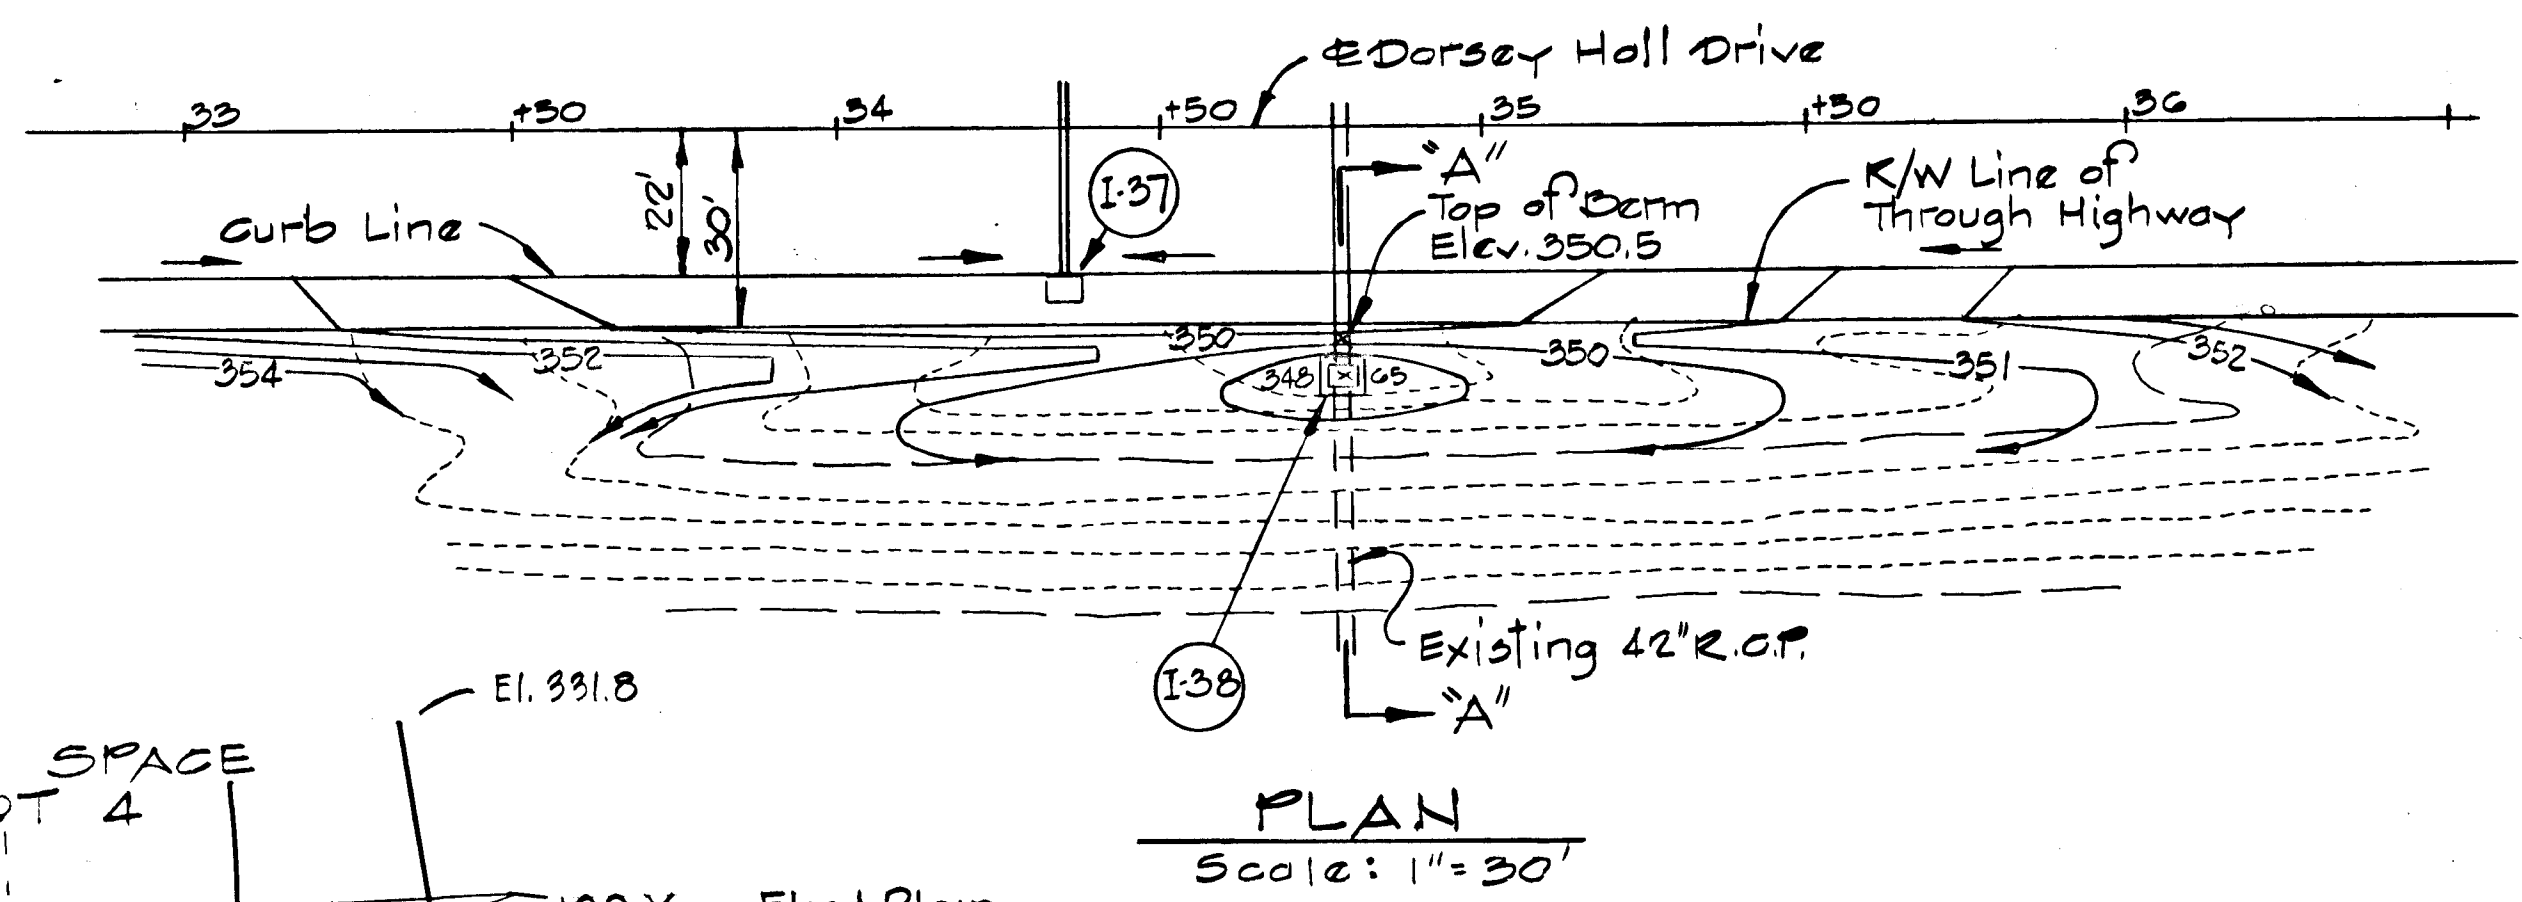 ℄ Dorsey Hall Drive
33 +50 34 +50 35 +50 36
"A"
I-37
22'
30'
Curb Line
Top of Berm
Elev. 350.5
R/W Line of
Through Highway
350
352
354
348 65
350
351
352
Existing 42" R.C.P.
I-38
"A"
El. 331.8
SPACE
OT 4
PLAN
Scale: 1"=30'